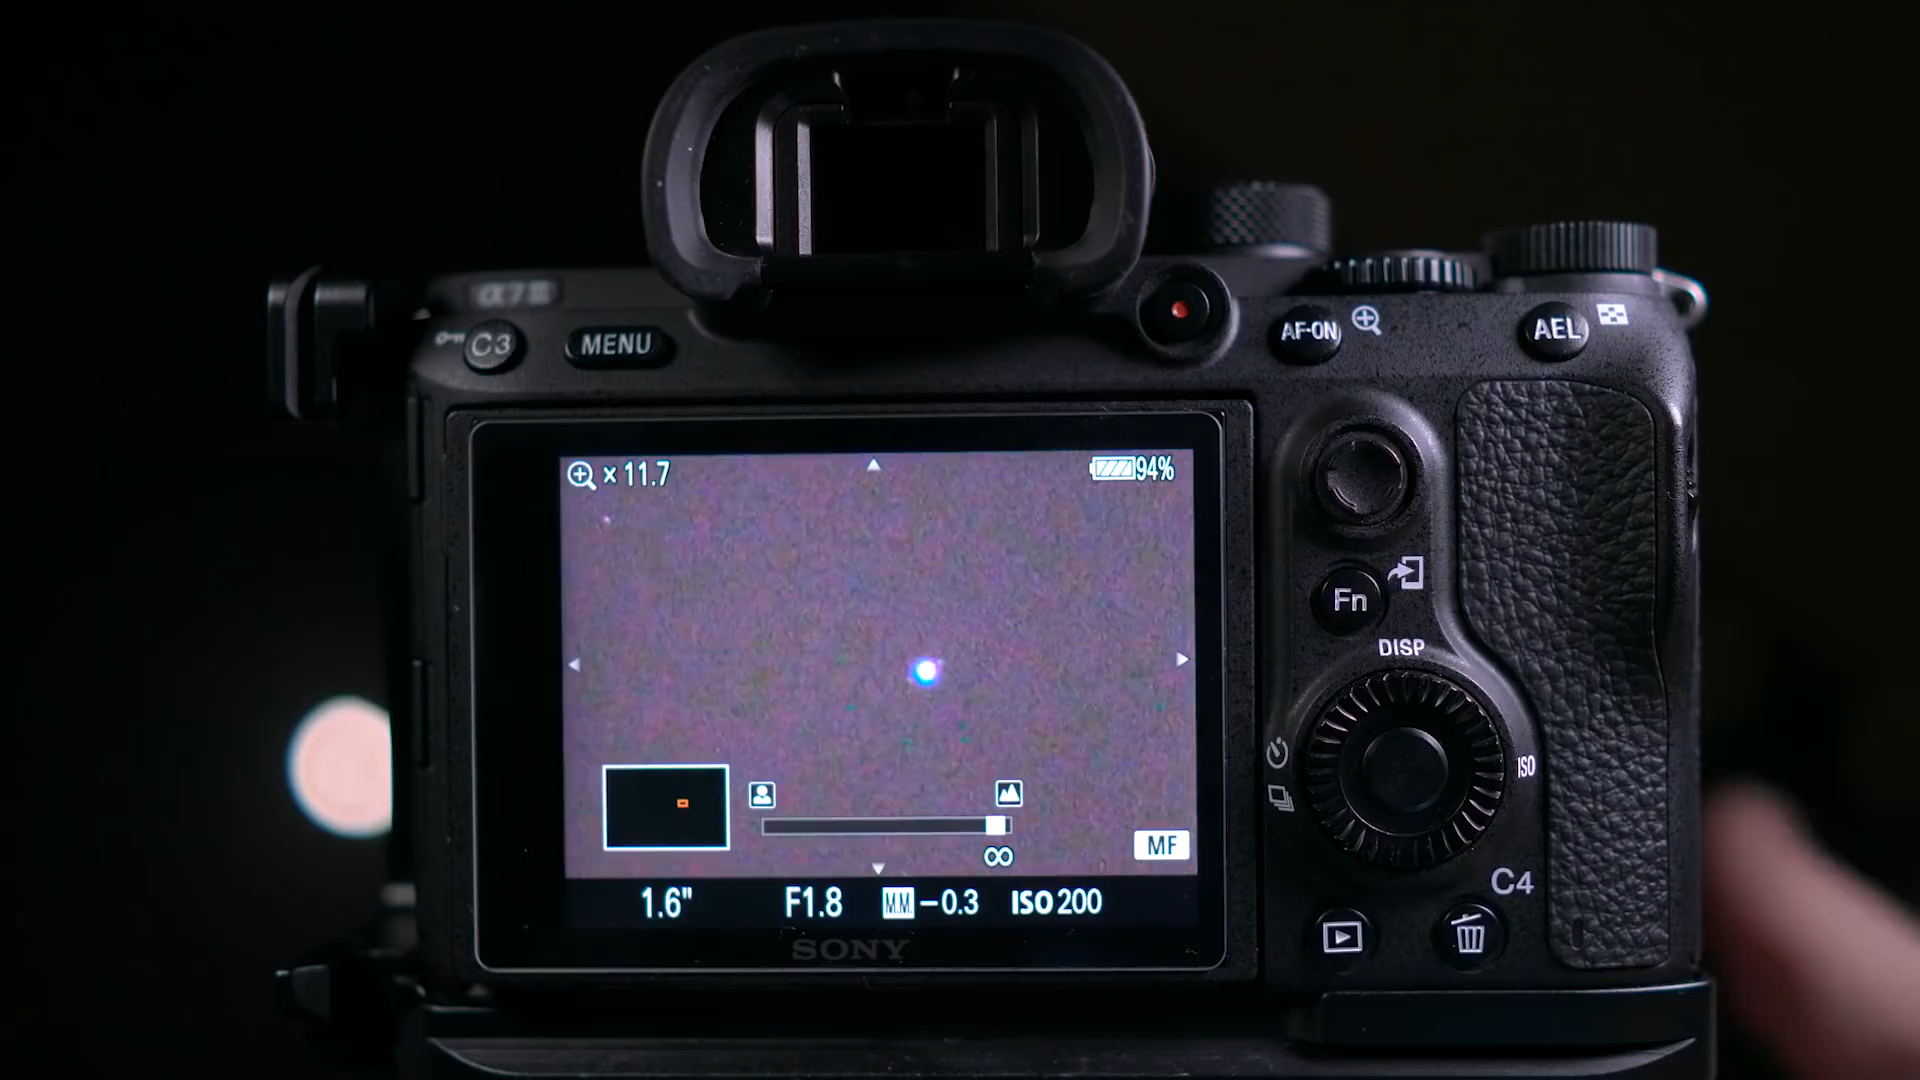 α7III
C3
MENU
AF-ON
AEL
× 11.7
94%
Fn
DISP
ISO
∞
MF
C4
1.6"
F1.8
M.M.
−0.3
ISO 200
SONY